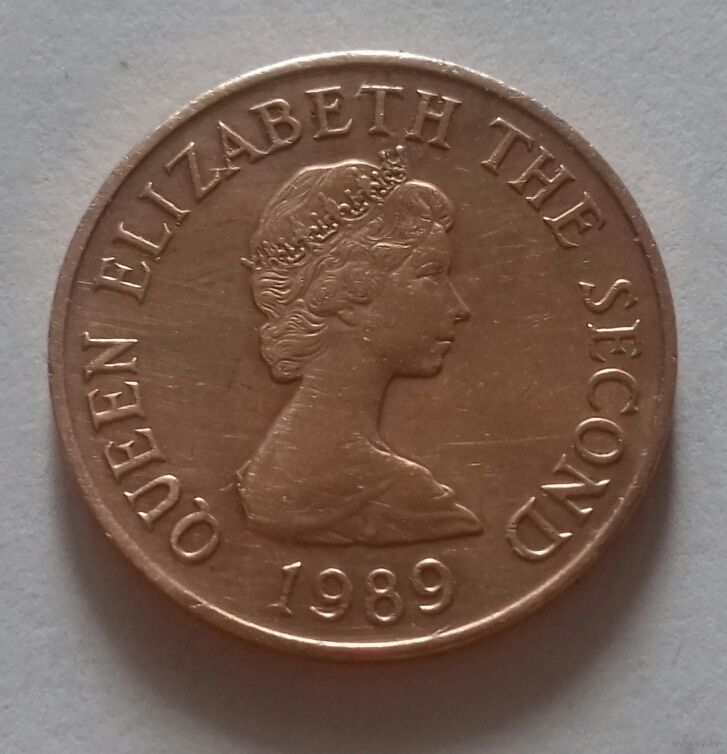 QUEEN ELIZABETH THE SECOND
1989